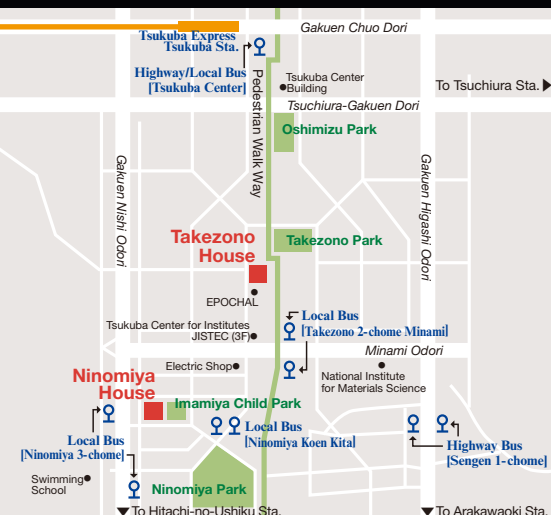 Gakuen Chuo Dori
Tsukuba Express
Tsukuba Sta.
Highway/Local Bus
[Tsukuba Center]
Pedestrian Walk Way
Tsukuba Center
Building
To Tsuchiura Sta.
Tsuchiura-Gakuen Dori
Oshimizu Park
Gakuen Nishi Odori
Gakuen Higashi Odori
Takezono
House
Takezono Park
EPOCHAL
Local Bus
[Takezono 2-chome Minami]
Tsukuba Center for Institutes
JISTEC (3F)
Minami Odori
Electric Shop
National Institute
for Materials Science
Ninomiya
House
Imamiya Child Park
Local Bus
[Ninomiya Koen Kita]
Local Bus
[Ninomiya 3-chome]
Highway Bus
[Sengen 1-chome]
Swimming
School
Ninomiya Park
To Hitachi-no-Ushiku Sta.
To Arakawaoki Sta.